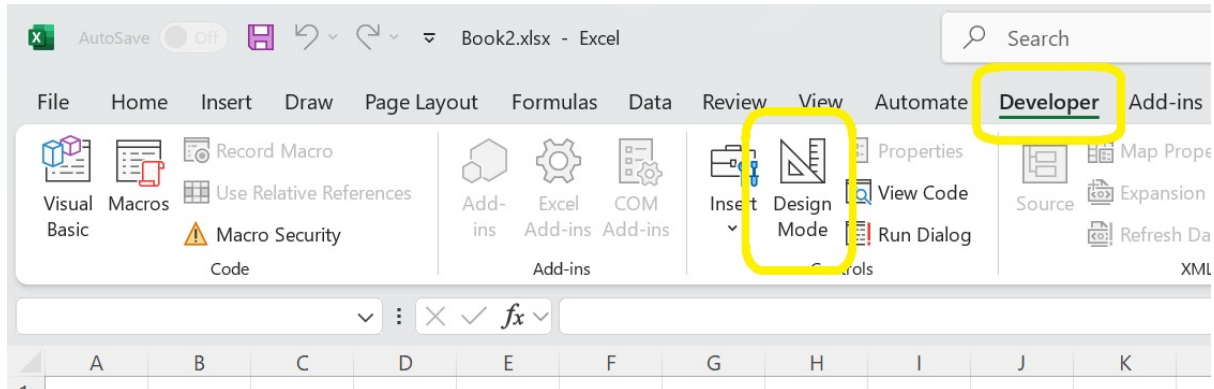 AutoSave Off Book2.xlsx - Excel Search
File Home Insert Draw Page Layout Formulas Data Review View Automate Developer Add-ins
Visual Basic
Macros
Record Macro
Use Relative References
Macro Security
Code
Add-ins
Excel Add-ins
COM Add-ins
Add-ins
Insert
Design Mode
Properties
View Code
Run Dialog
Controls
Source
Map Prope
Expansion
Refresh Da
XML
fx
A B C D E F G H I J K